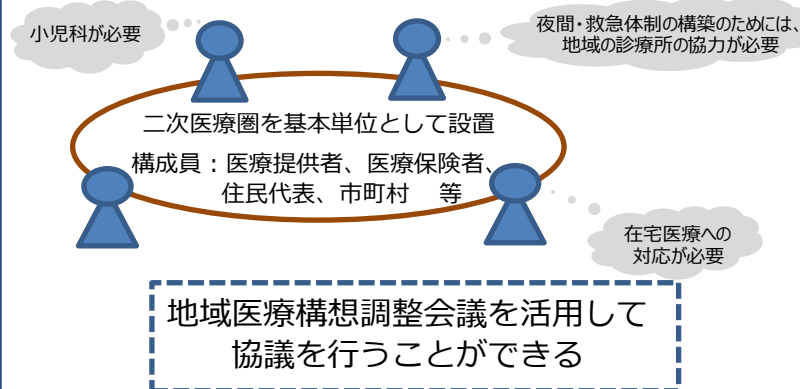 小児科が必要
夜間・救急体制の構築のためには、
地域の診療所の協力が必要
二次医療圏を基本単位として設置
構成員：医療提供者、医療保険者、
住民代表、市町村　等
在宅医療への
対応が必要
地域医療構想調整会議を活用して
協議を行うことができる